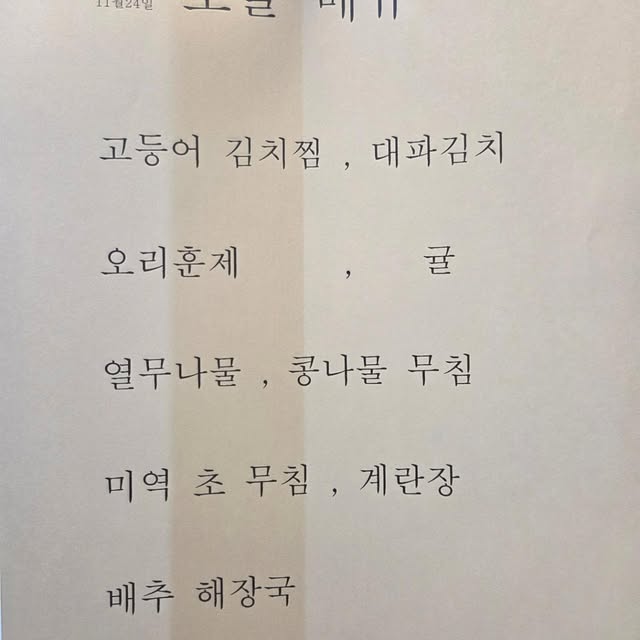 11월24일
고등어 김치찜 , 대파김치
오리훈제 , 귤
열무나물 , 콩나물 무침
미역 초 무침 , 계란장
배추 해장국